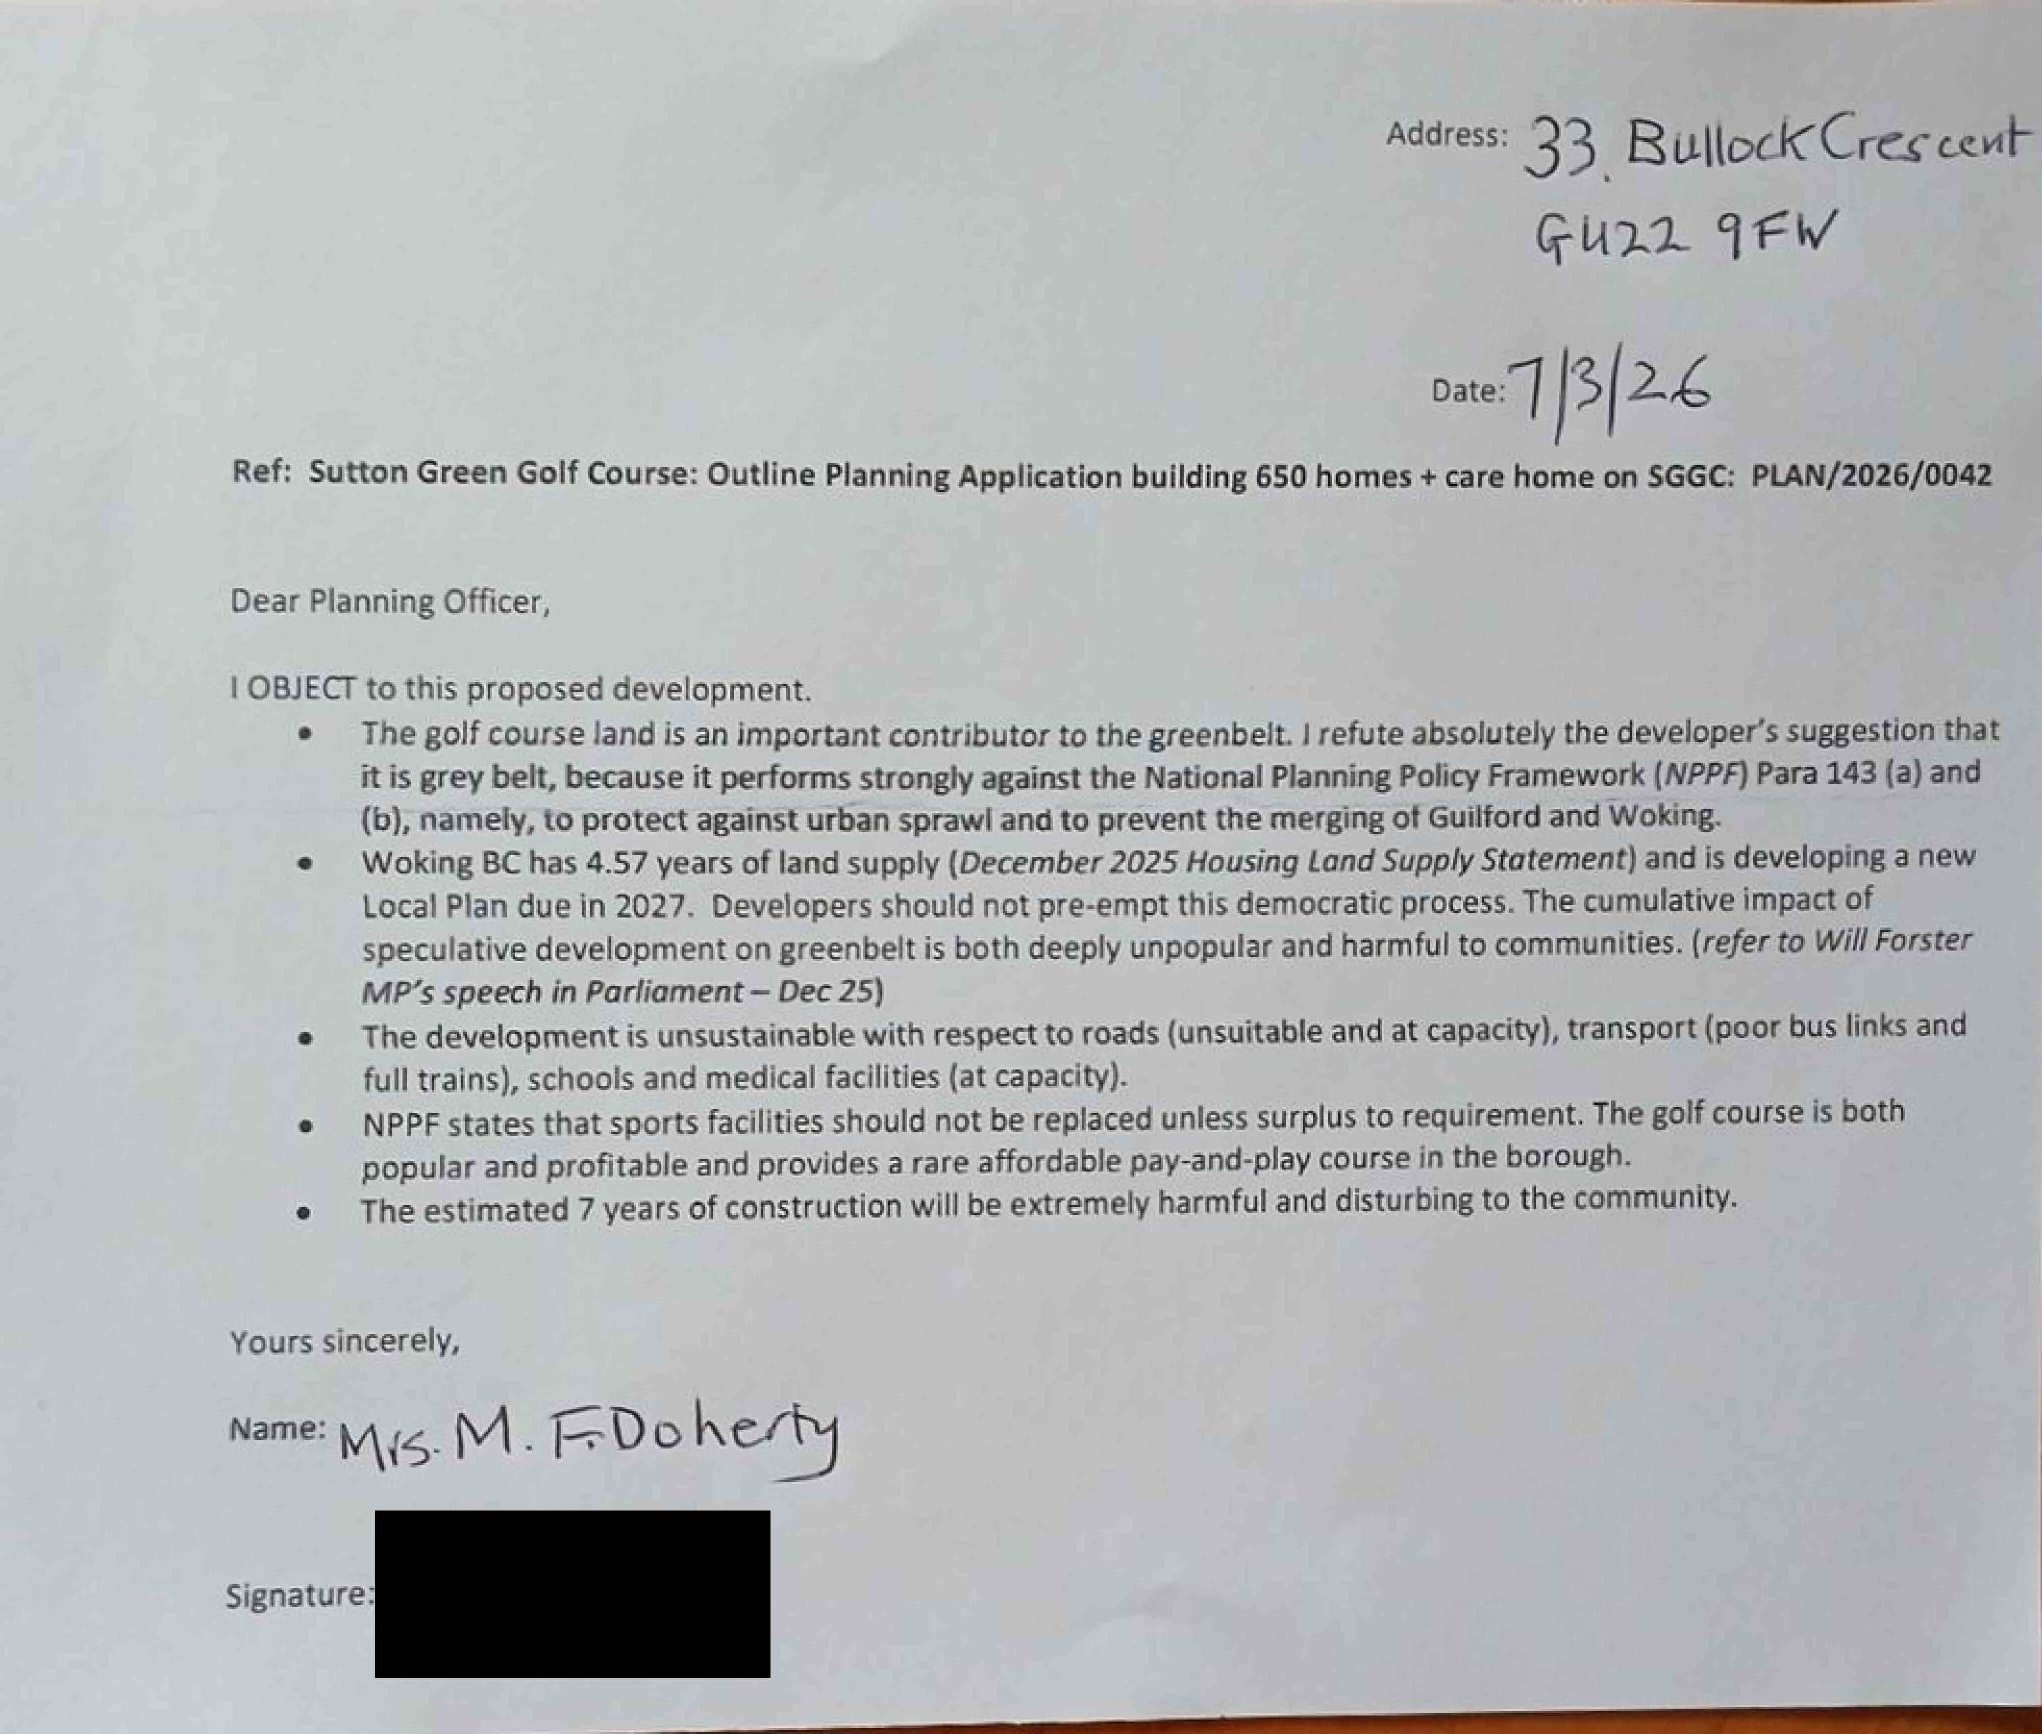 Address: 33, Bullock Crescent
GU22 9FW
Date: 7/3/26
Ref: Sutton Green Golf Course: Outline Planning Application building 650 homes + care home on SGGC: PLAN/2026/0042
Dear Planning Officer,
I OBJECT to this proposed development.
• The golf course land is an important contributor to the greenbelt. I refute absolutely the developer's suggestion that
it is grey belt, because it performs strongly against the National Planning Policy Framework (NPPF) Para 143 (a) and
(b), namely, to protect against urban sprawl and to prevent the merging of Guilford and Woking.
• Woking BC has 4.57 years of land supply (December 2025 Housing Land Supply Statement) and is developing a new
Local Plan due in 2027. Developers should not pre-empt this democratic process. The cumulative impact of
speculative development on greenbelt is both deeply unpopular and harmful to communities. (refer to Will Forster
MP's speech in Parliament – Dec 25)
• The development is unsustainable with respect to roads (unsuitable and at capacity), transport (poor bus links and
full trains), schools and medical facilities (at capacity).
• NPPF states that sports facilities should not be replaced unless surplus to requirement. The golf course is both
popular and profitable and provides a rare affordable pay-and-play course in the borough.
• The estimated 7 years of construction will be extremely harmful and disturbing to the community.
Yours sincerely,
Name: Mrs. M. F. Doherty
Signature: